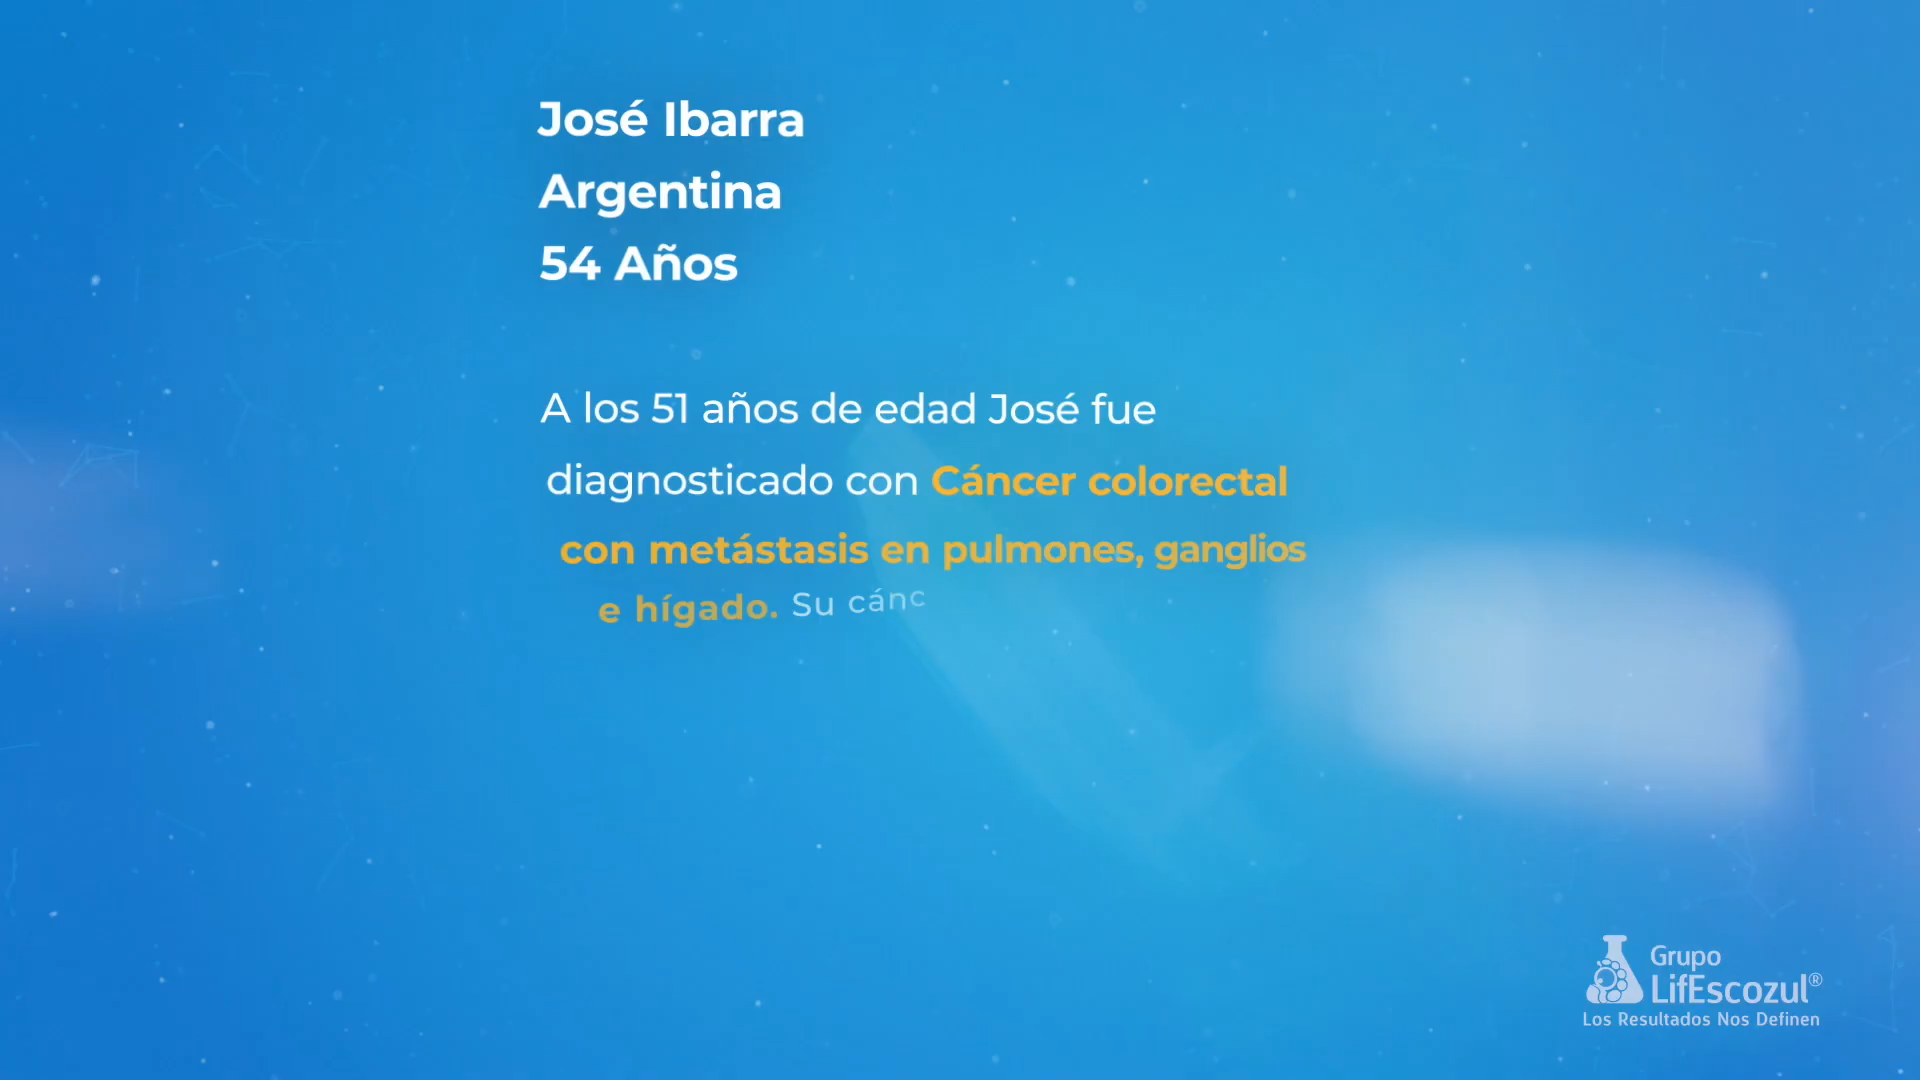 José Ibarra
Argentina
54 Años
A los 51 años de edad José fue
diagnosticado con Cáncer colorectal
con metástasis en pulmones, ganglios
e hígado. Su cánc
Grupo
LifEscozul®
Los Resultados Nos Definen